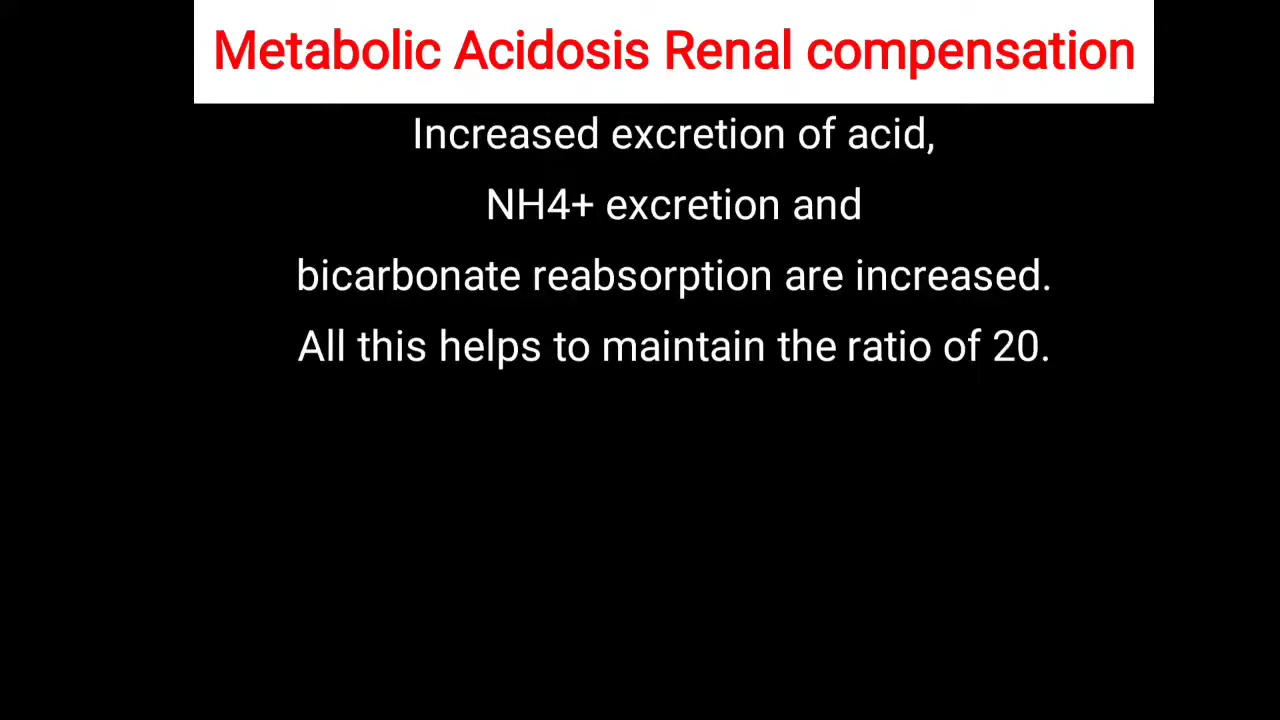 Metabolic Acidosis Renal compensation
Increased excretion of acid,
NH4+ excretion and
bicarbonate reabsorption are increased.
All this helps to maintain the ratio of 20.